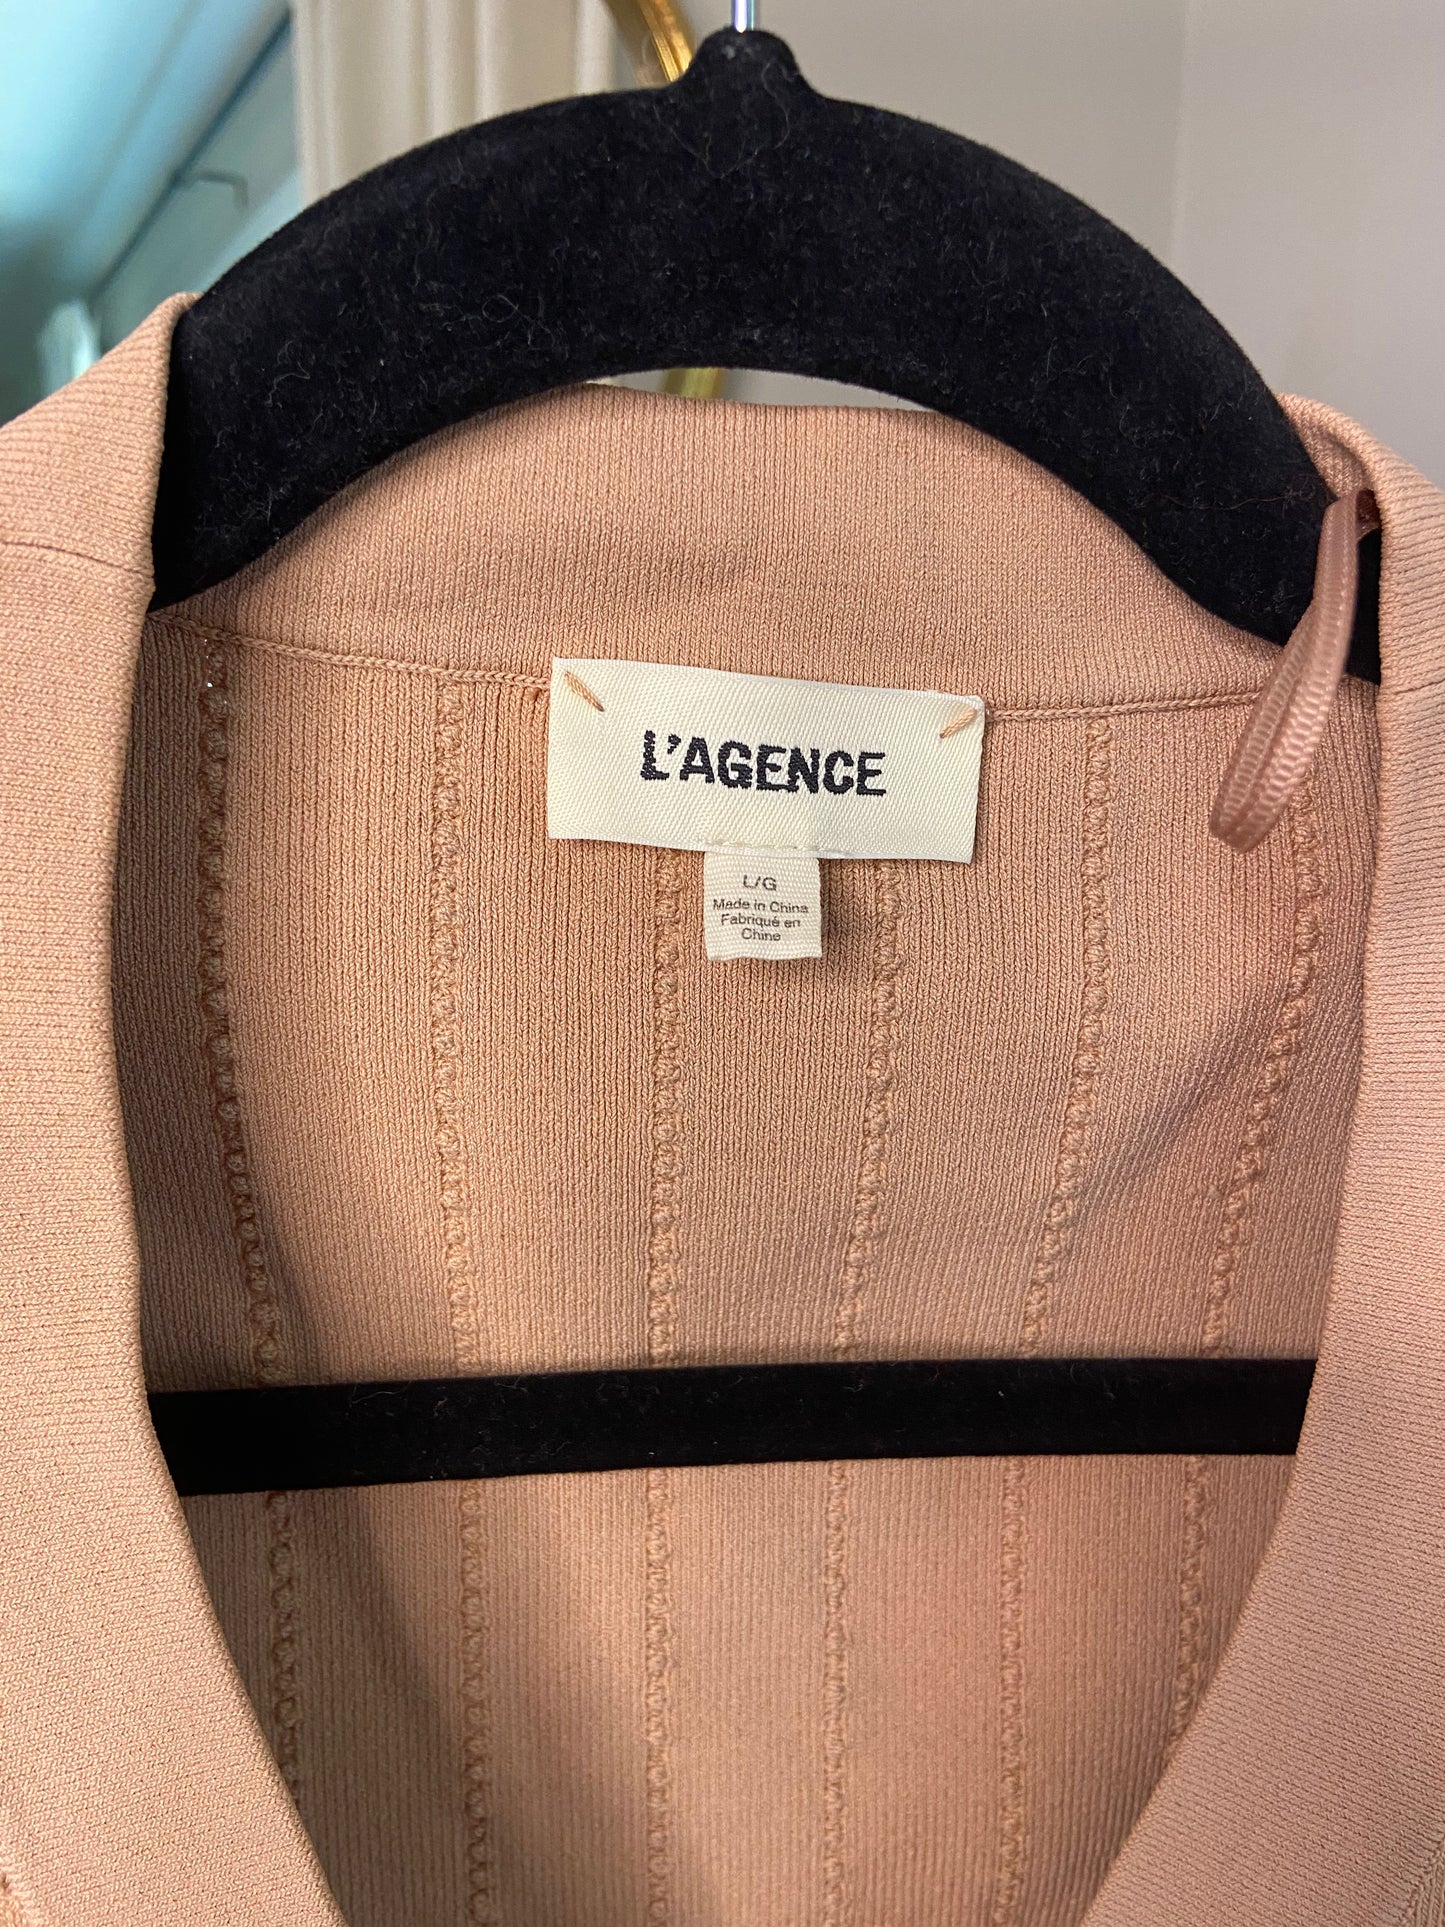 L'AGENCE
L/G
Made in China
Fabriqué en
Chine